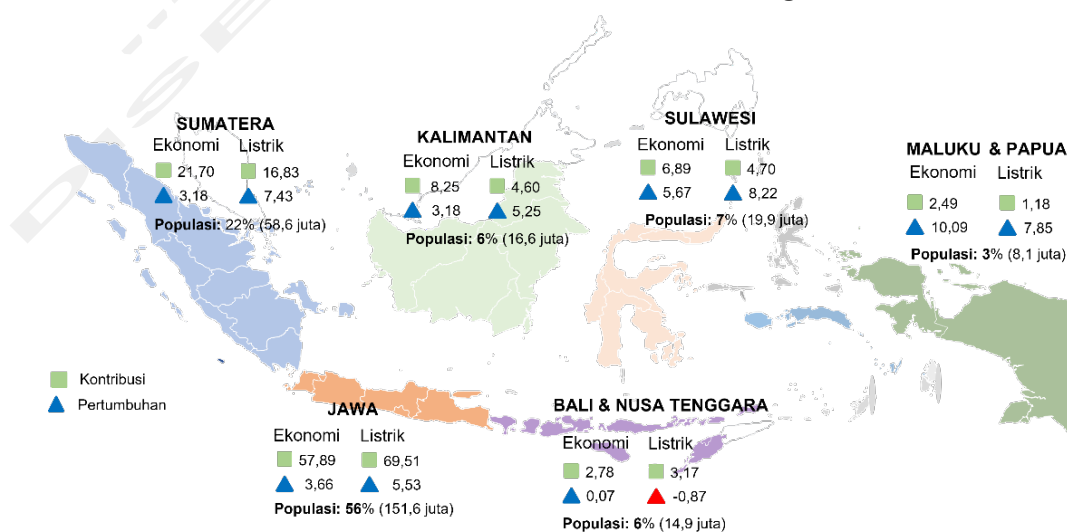 SUMATERA
Ekonomi Listrik
21,70 16,83
3,18 7,43
Populasi: 22% (58,6 juta)
KALIMANTAN
Ekonomi Listrik
8,25 4,60
3,18 5,25
Populasi: 6% (16,6 juta)
SULAWESI
Ekonomi Listrik
6,89 4,70
5,67 8,22
Populasi: 7% (19,9 juta)
MALUKU & PAPUA
Ekonomi Listrik
2,49 1,18
10,09 7,85
Populasi: 3% (8,1 juta)
Kontribusi
Pertumbuhan
JAWA
Ekonomi Listrik
57,89 69,51
3,66 5,53
Populasi: 56% (151,6 juta)
BALI & NUSA TENGGARA
Ekonomi Listrik
2,78 3,17
0,07 -0,87
Populasi: 6% (14,9 juta)